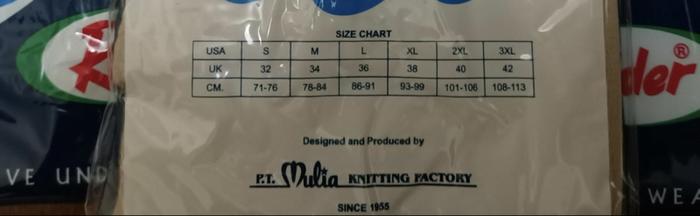 SIZE CHART
USA S M L XL 2XL 3XL
UK 32 34 36 38 40 42
CM. 71-76 78-84 86-91 93-99 101-106 108-113
der®
Designed and Produced by
P.T. Mulia KNITTING FACTORY
SINCE 1955
VE UND
WEA